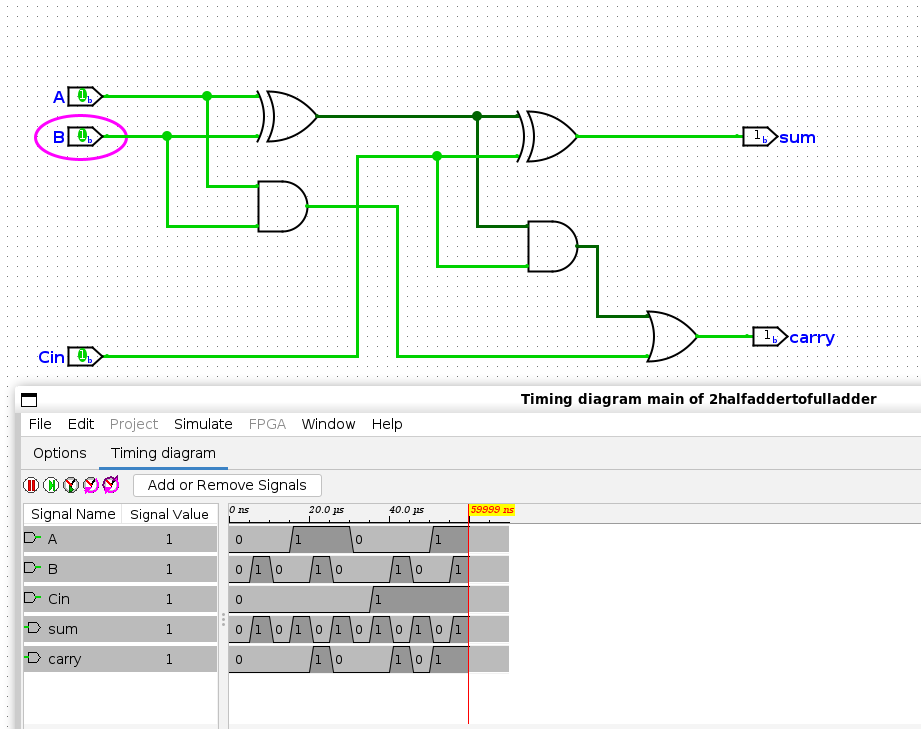 A 1 b
B 1 b
1 b sum
Cin 1 b
1 b carry
Timing diagram main of 2halfaddertofulladder
File Edit Project Simulate FPGA Window Help
Options Timing diagram
Add or Remove Signals
Signal Name Signal Value 0 ns 20.0 µs 40.0 µs 59999 ns
A 1 0 1 0 1
B 1 0 1 0 1 0 1 0 1
Cin 1 0 1
sum 1 0 1 0 1 0 1 0 1 0 1 0 1
carry 1 0 1 0 1 0 1